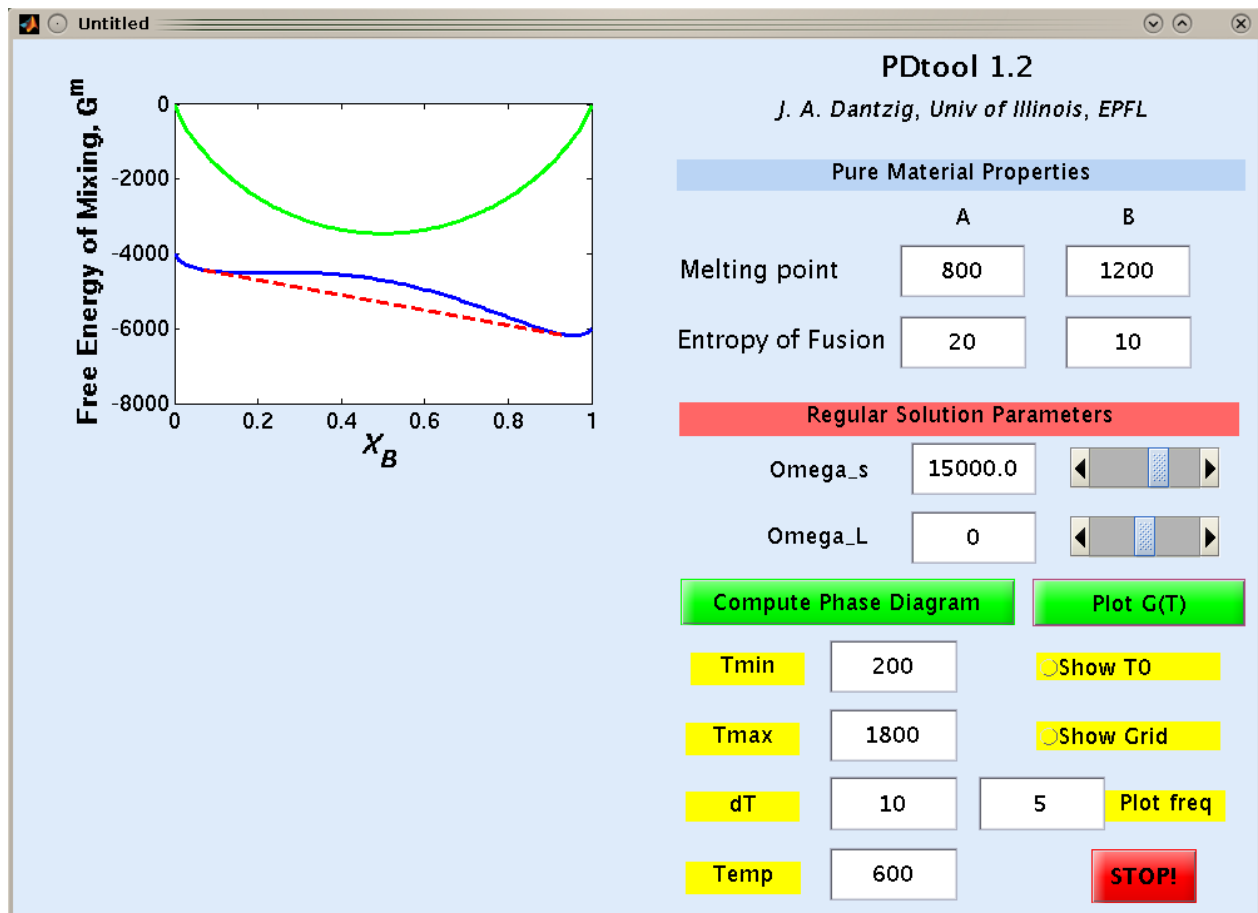 Untitled
PDtool 1.2
J. A. Dantzig, Univ of Illinois, EPFL
Free Energy of Mixing, G^m
0
-2000
-4000
-6000
-8000
0 0.2 0.4 0.6 0.8 1
X_B
Pure Material Properties
A B
Melting point 800 1200
Entropy of Fusion 20 10
Regular Solution Parameters
Omega_s 15000.0
Omega_L 0
Compute Phase Diagram Plot G(T)
Tmin 200 Show T0
Tmax 1800 Show Grid
dT 10 5 Plot freq
Temp 600 STOP!